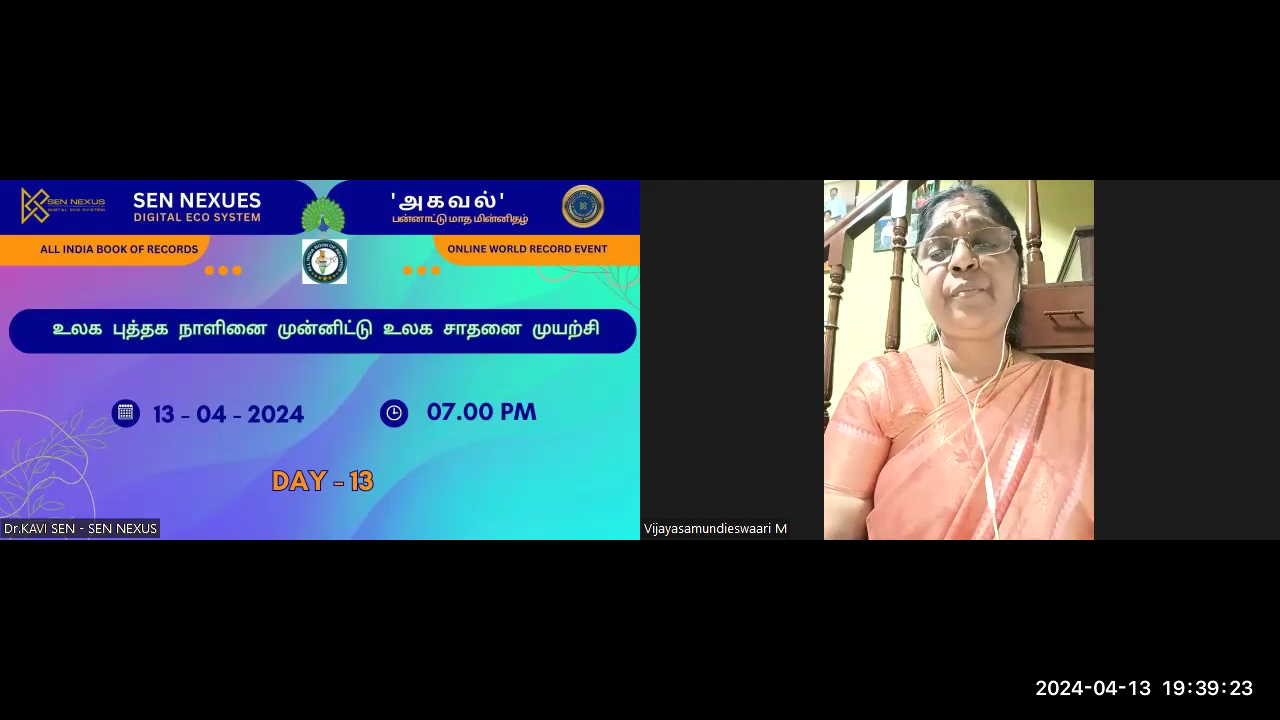 SEN NEXUS
DIGITAL ECO SYSTEM
SEN NEXUES
DIGITAL ECO SYSTEM
'அகவல்'
பன்னாட்டு மாத மின்னிதழ்
ALL INDIA BOOK OF RECORDS
ONLINE WORLD RECORD EVENT
உலக புத்தக நாளினை முன்னிட்டு உலக சாதனை முயற்சி
13 - 04 - 2024
07.00 PM
DAY - 13
Dr.KAVI SEN - SEN NEXUS
Vijayasamundieswaari M
2024-04-13 19:39:23